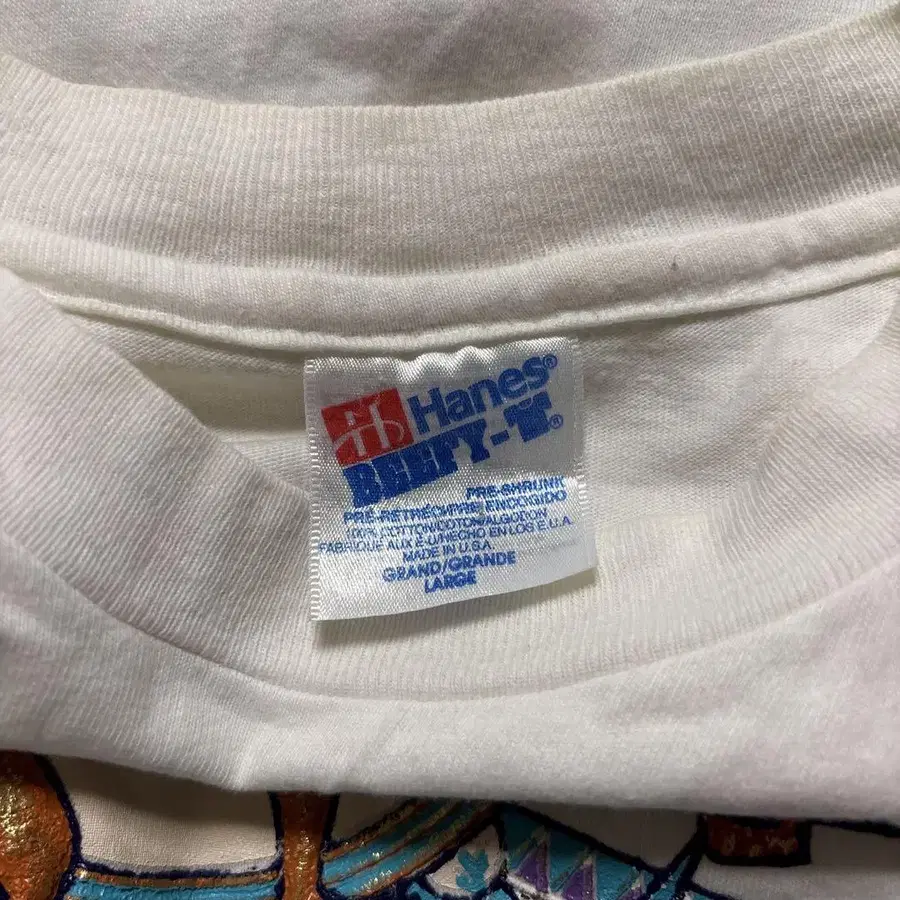 Hanes®
BEEFY-T.®
PRE-SHRUNK
PRÉ-RÉTRÉCI/PRE ENCOGIDO
100% COTTON/COTON/ALGODON
FABRIQUE AUX É-U/HECHO EN LOS E.U.A.
MADE IN U.S.A.
GRAND/GRANDE
LARGE